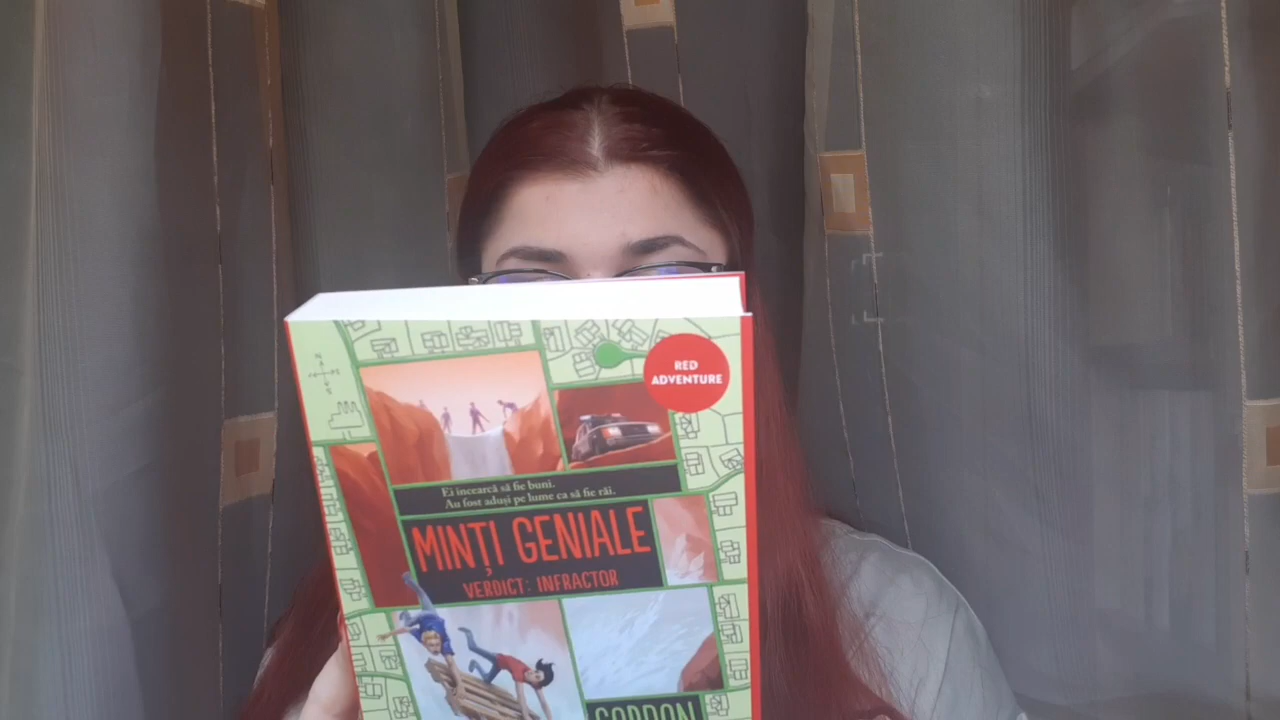 RED
ADVENTURE
Ei încearcă să fie buni.
Au fost aduși pe lume ca să fie răi.
MINȚI GENIALE
VERDICT: INFRACTOR
GORDON